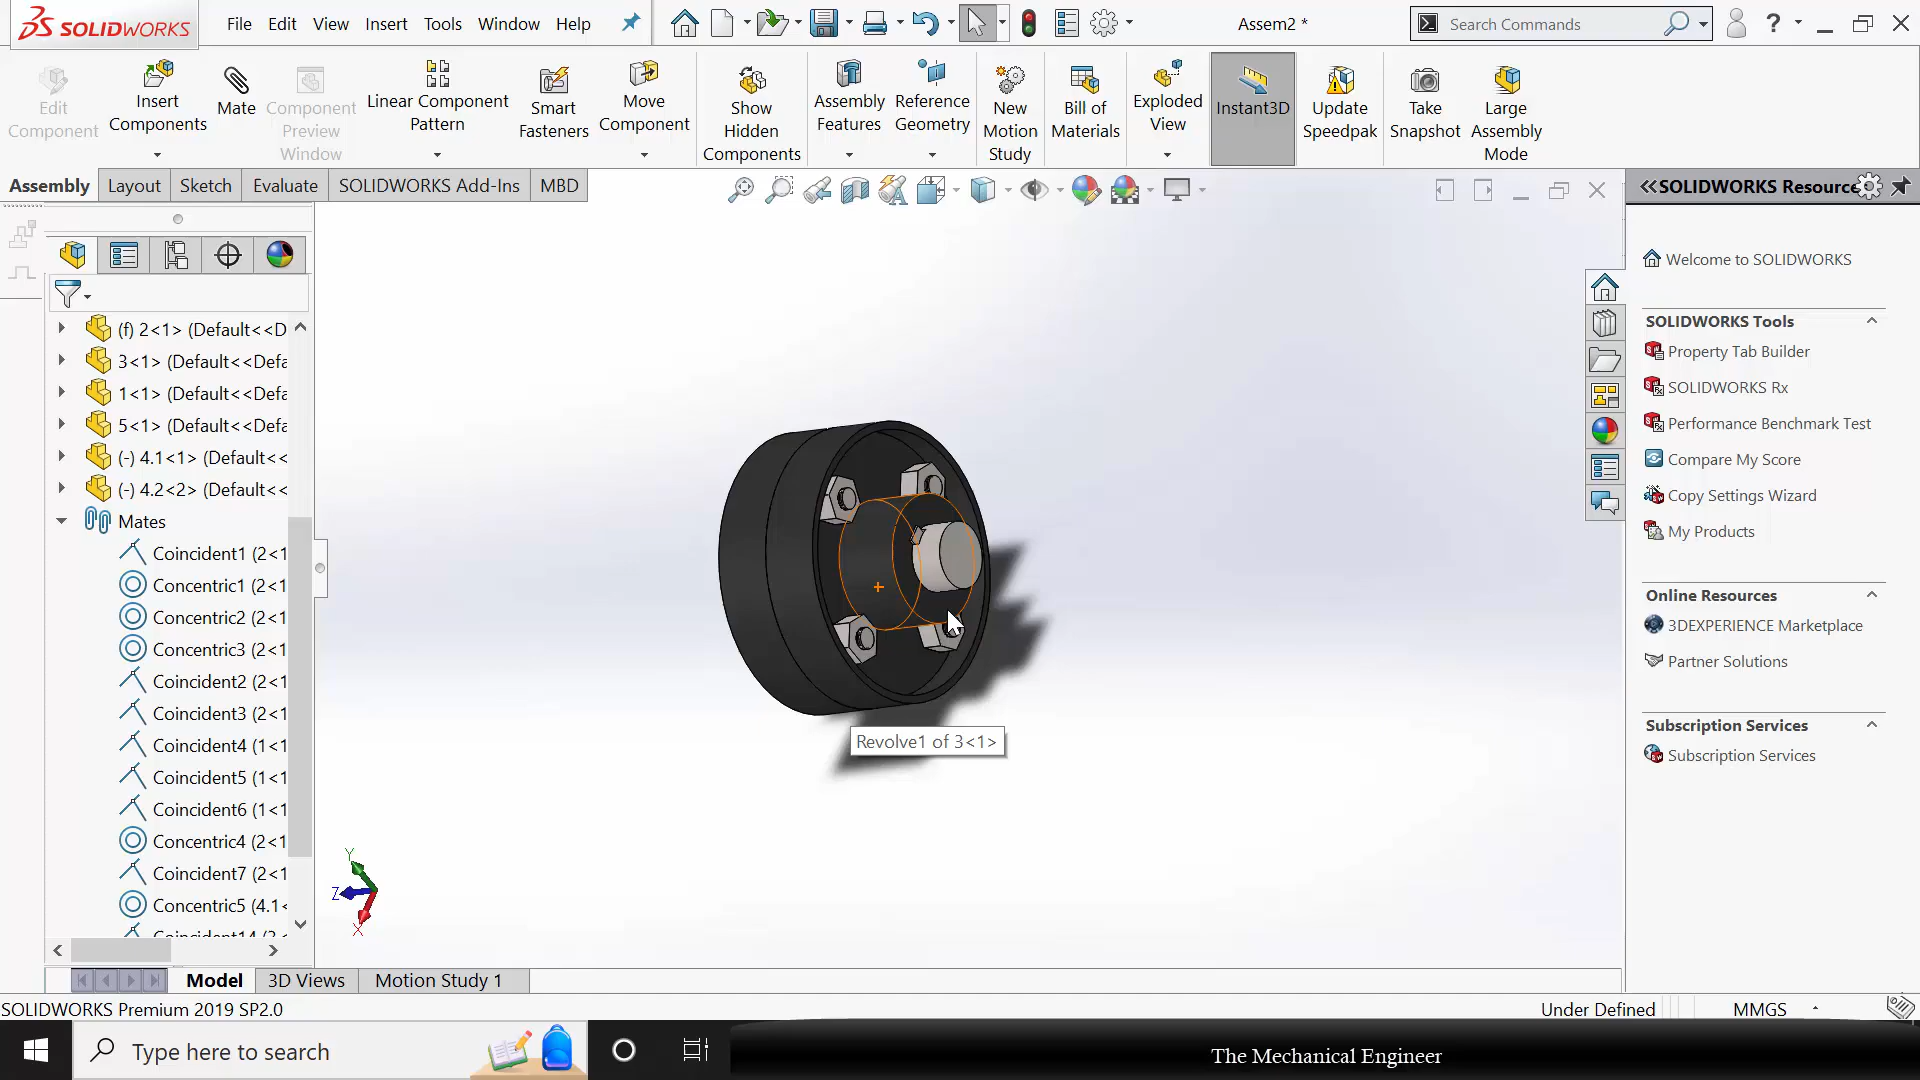 SOLIDWORKS
File Edit View Insert Tools Window Help
Assem2 *
Search Commands
?
Edit Component
Insert Components
Mate
Component Preview Window
Linear Component Pattern
Smart Fasteners
Move Component
Show Hidden Components
Assembly Features
Reference Geometry
New Motion Study
Bill of Materials
Exploded View
Instant3D
Update Speedpak
Take Snapshot
Large Assembly Mode
Assembly Layout Sketch Evaluate SOLIDWORKS Add-Ins MBD
(f) 2<1> (Default<<D
3<1> (Default<<Defa
1<1> (Default<<Defa
5<1> (Default<<Defa
(-) 4.1<1> (Default<<
(-) 4.2<2> (Default<<
Mates
Coincident1 (2<1
Concentric1 (2<1
Concentric2 (2<1
Concentric3 (2<1
Coincident2 (2<1
Coincident3 (2<1
Coincident4 (1<1
Coincident5 (1<1
Coincident6 (1<1
Concentric4 (2<1
Coincident7 (2<1
Concentric5 (4.1<
Revolve1 of 3<1>
Y
Z
X
SOLIDWORKS Resource
Welcome to SOLIDWORKS
SOLIDWORKS Tools
Property Tab Builder
SOLIDWORKS Rx
Performance Benchmark Test
Compare My Score
Copy Settings Wizard
My Products
Online Resources
3DEXPERIENCE Marketplace
Partner Solutions
Subscription Services
Subscription Services
Model 3D Views Motion Study 1
SOLIDWORKS Premium 2019 SP2.0
Under Defined
MMGS
Type here to search
The Mechanical Engineer